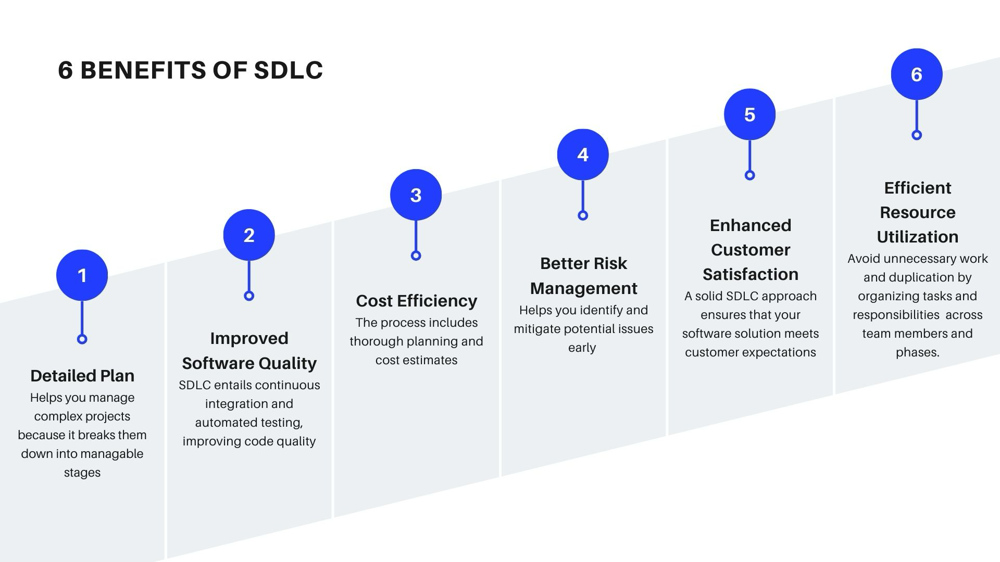 6 BENEFITS OF SDLC
1
Detailed Plan
Helps you manage
complex projects
because it breaks them
down into managable
stages
2
Improved
Software Quality
SDLC entails continuous
integration and
automated testing,
improving code quality
3
Cost Efficiency
The process includes
thorough planning and
cost estimates
4
Better Risk
Management
Helps you identify and
mitigate potential issues
early
5
Enhanced
Customer
Satisfaction
A solid SDLC approach
ensures that your
software solution meets
customer expectations
6
Efficient
Resource
Utilization
Avoid unnecessary work
and duplication by
organizing tasks and
responsibilities  across
team members and
phases.